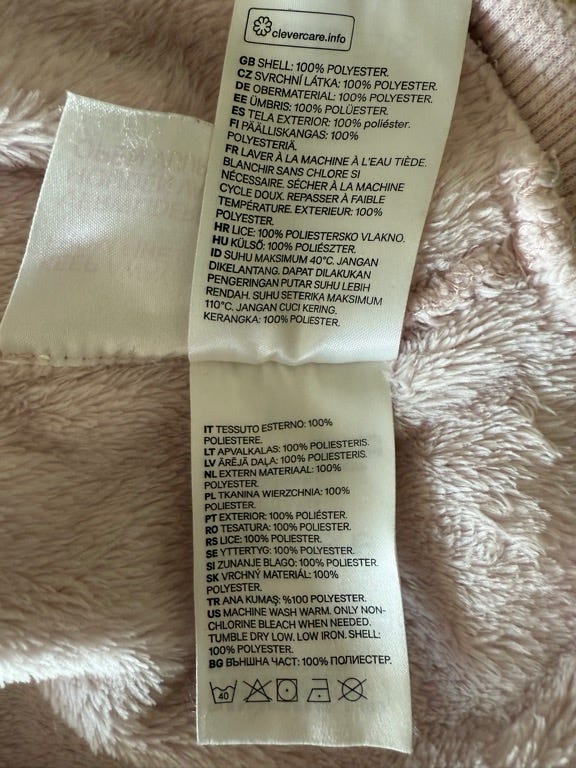 clevercare.info
GB SHELL: 100% POLYESTER.
CZ SVRCHNÍ LÁTKA: 100% POLYESTER.
DE OBERMATERIAL: 100% POLYESTER.
EE ÜMBRIS: 100% POLÜESTER.
ES TELA EXTERIOR: 100% poliéster.
FI PÄÄLLISKANGAS: 100%
POLYESTERIÄ.
FR LAVER À LA MACHINE À L'EAU TIÈDE.
BLANCHIR SANS CHLORE SI
NÉCESSAIRE. SÉCHER À LA MACHINE
CYCLE DOUX. REPASSER À FAIBLE
TEMPÉRATURE. EXTERIEUR: 100%
POLYESTER.
HR LICE: 100% POLIESTERSKO VLAKNO.
HU KÜLSŐ: 100% POLIÉSZTER.
ID SUHU MAKSIMUM 40°C. JANGAN
DIKELANTANG. DAPAT DILAKUKAN
PENGERINGAN PUTAR SUHU LEBIH
RENDAH. SUHU SETERIKA MAKSIMUM
110°C. JANGAN CUCI KERING.
KERANGKA: 100% POLIESTER.
IT TESSUTO ESTERNO: 100%
POLIESTERE.
LT APVALKALAS: 100% POLIESTERIS.
LV ĀRĒJĀ DAĻA: 100% POLIESTERIS.
NL EXTERN MATERIAAL: 100%
POLYESTER.
PL TKANINA WIERZCHNIA: 100%
POLIESTER.
PT EXTERIOR: 100% POLIÉSTER.
RO TESATURA: 100% POLIESTER.
RS LICE: 100% POLIESTER.
SE YTTERTYG: 100% POLYESTER.
SI ZUNANJE BLAGO: 100% POLIESTER.
SK VRCHNÝ MATERIÁL: 100%
POLYESTER.
TR ANA KUMAŞ: %100 POLYESTER.
US MACHINE WASH WARM. ONLY NON-
CHLORINE BLEACH WHEN NEEDED.
TUMBLE DRY LOW. LOW IRON. SHELL:
100% POLYESTER.
BG ВЪНШНА ЧАСТ: 100% ПОЛИЕСТЕР.
40